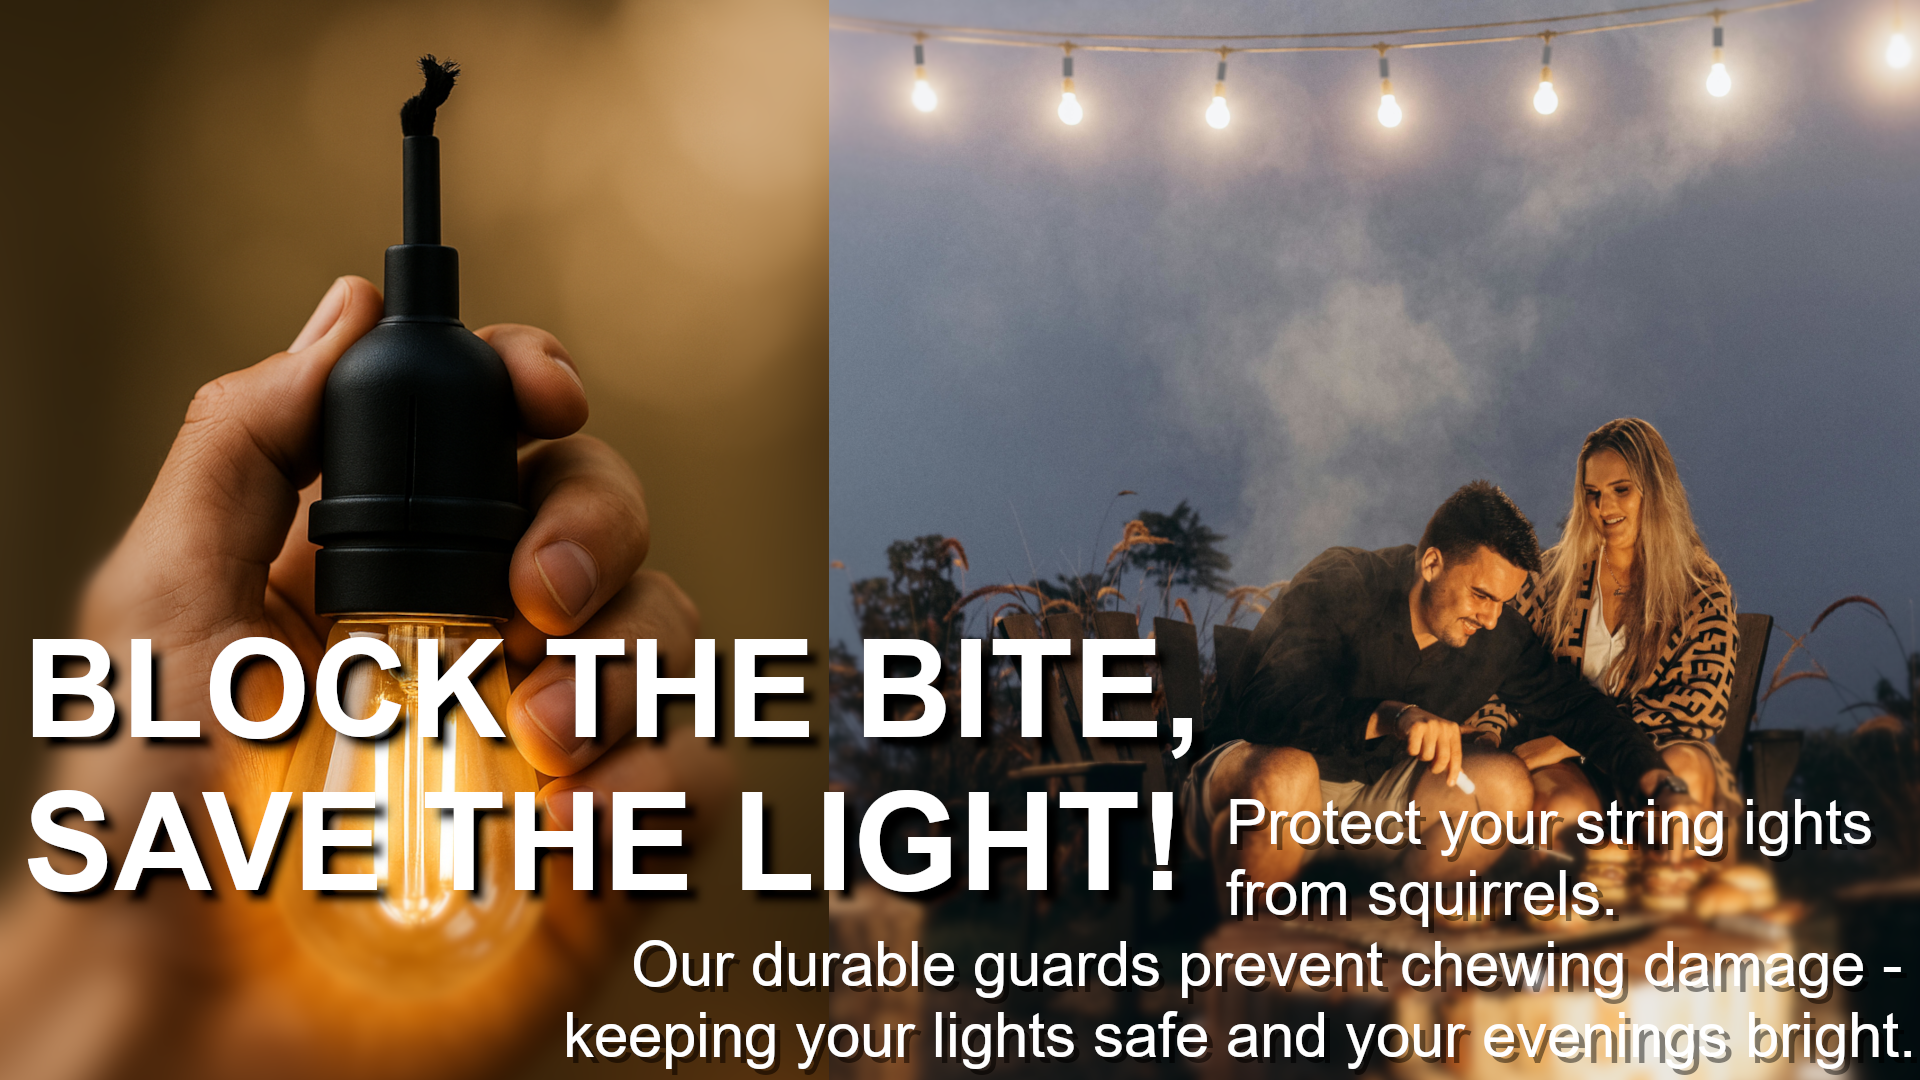 BLOCK THE BITE,
SAVE THE LIGHT!
Protect your string ights
from squirrels.
Our durable guards prevent chewing damage -
keeping your lights safe and your evenings bright.